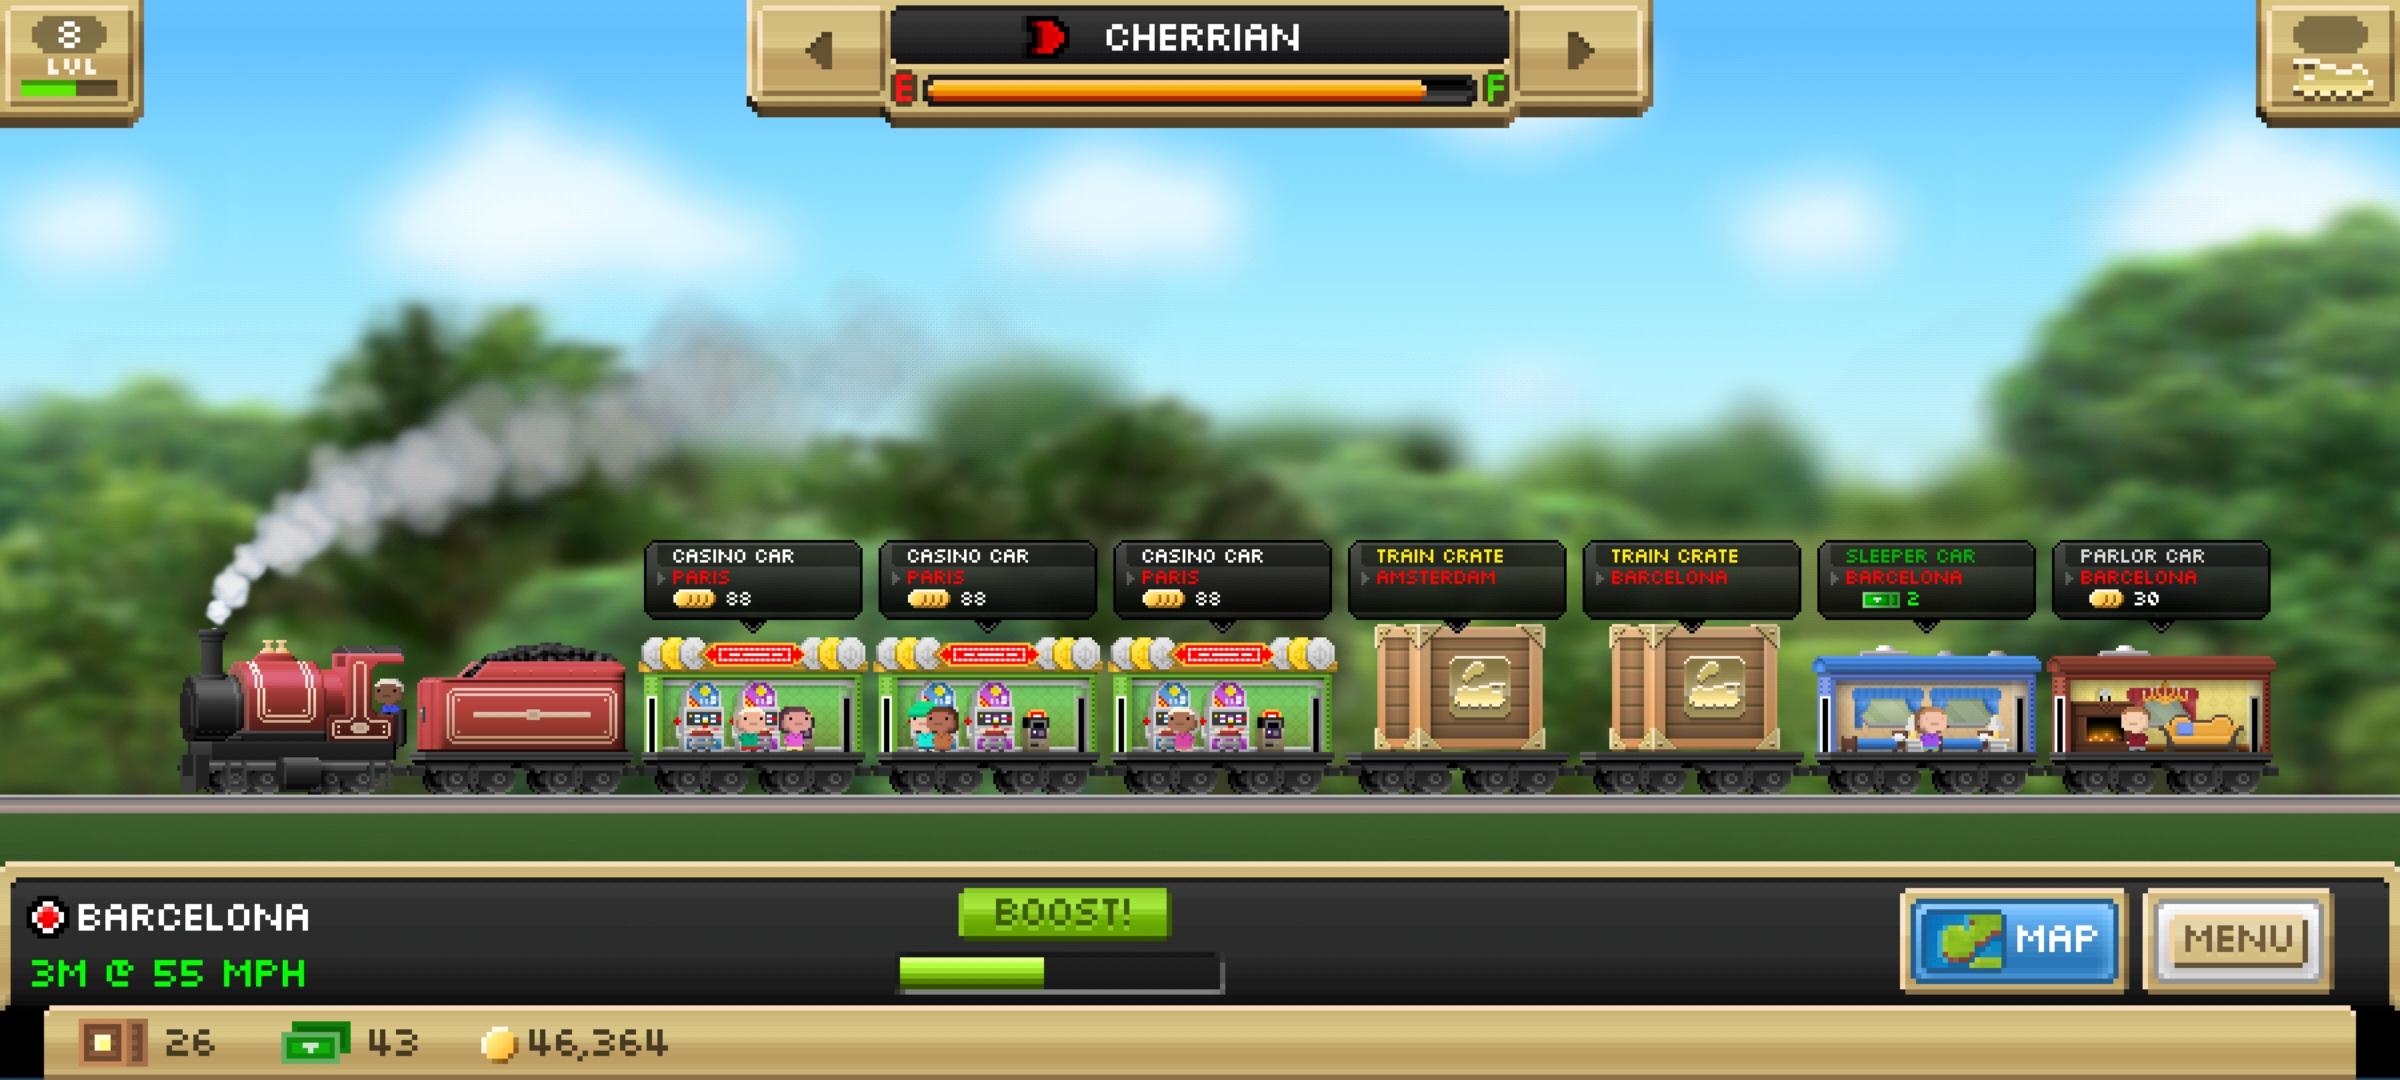 8
LVL
CHERRIAN
E F
CASINO CAR
PARIS
88
CASINO CAR
PARIS
88
CASINO CAR
PARIS
88
TRAIN CRATE
AMSTERDAM
TRAIN CRATE
BARCELONA
SLEEPER CAR
BARCELONA
2
PARLOR CAR
BARCELONA
30
BARCELONA
3M @ 55 MPH
BOOST!
MAP
MENU
26 43 46,364